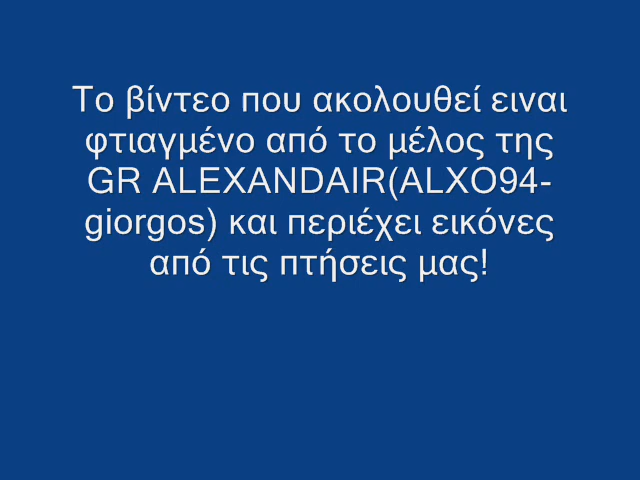 Το βίντεο που ακολουθεί ειναι
φτιαγμένο από το μέλος της
GR ALEXANDAIR(ALXO94-
giorgos) και περιέχει εικόνες
από τις πτήσεις μας!